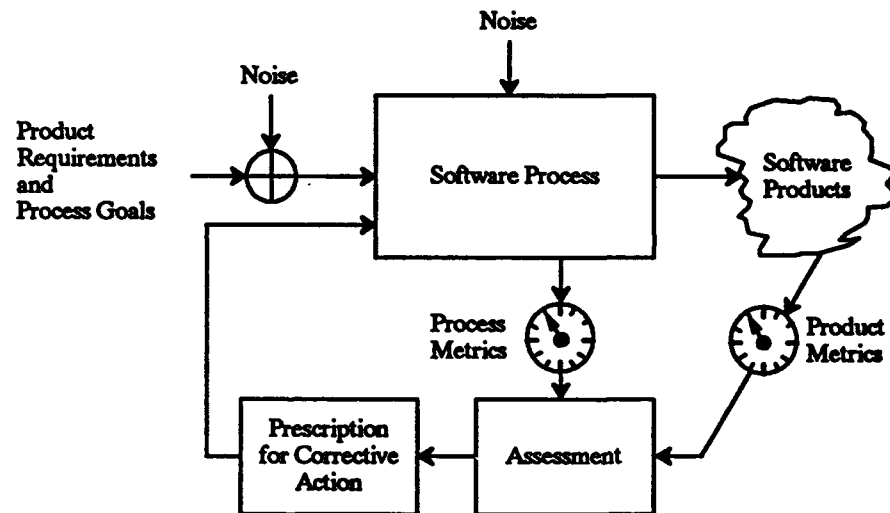 Noise
Noise
Product
Requirements
and
Process Goals
Software Process
Software
Products
Process
Metrics
Product
Metrics
Prescription
for Corrective
Action
Assessment